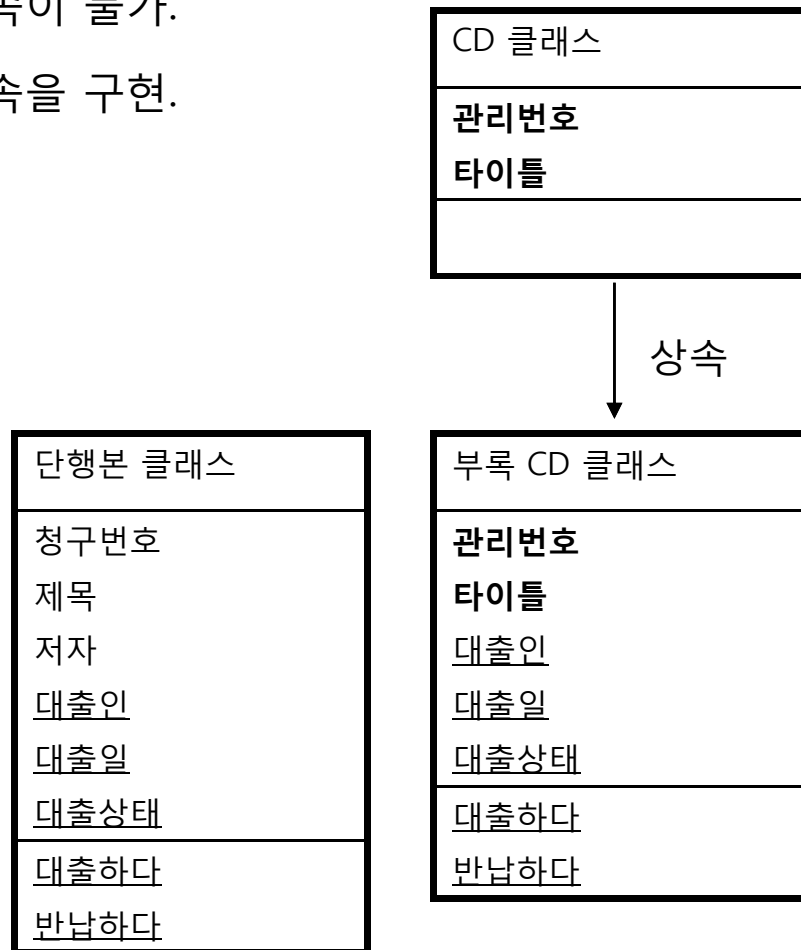 불가.
속을 구현.
CD 클래스
관리번호
타이틀
상속
단행본 클래스
청구번호
제목
저자
대출인
대출일
대출상태
대출하다
반납하다
부록 CD 클래스
관리번호
타이틀
대출인
대출일
대출상태
대출하다
반납하다